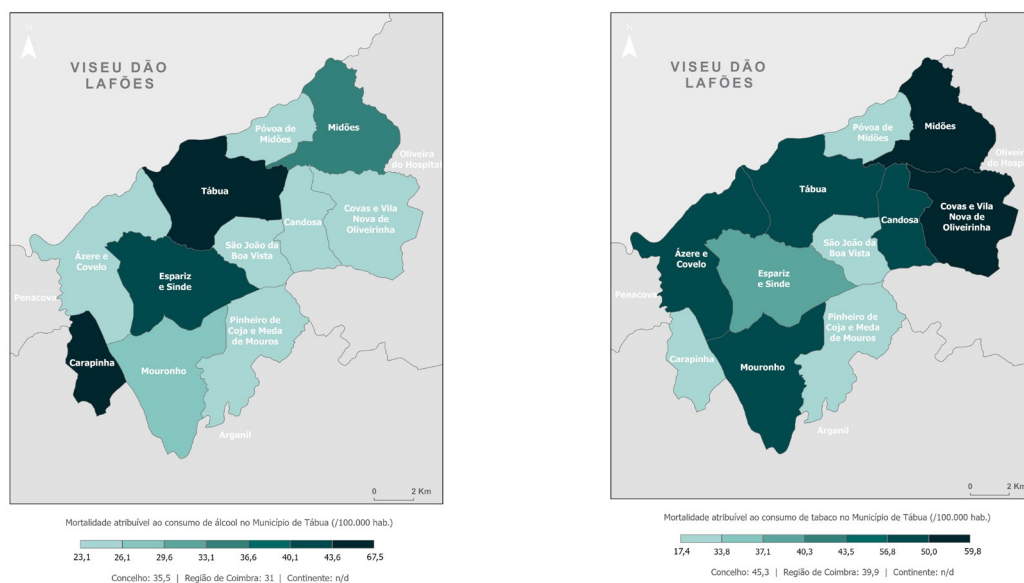 N
VISEU DÃO
LAFÕES
Póvoa de
Midões
Midões
Oliveira
do Hospital
Tábua
Candosa
Covas e Vila
Nova de
Oliveirinha
São João da
Boa Vista
Ázere e
Covelo
Espariz
e Sinde
Penacova
Pinheiro de
Coja e Meda
de Mouros
Carapinha
Mouronho
Arganil
0 2 Km
Mortalidade atribuível ao consumo de álcool no Município de Tábua (/100.000 hab.)
23,1 26,1 29,6 33,1 36,6 40,1 43,6 67,5
Concelho: 35,5 | Região de Coimbra: 31 | Continente: n/d
N
VISEU DÃO
LAFÕES
Póvoa de
Midões
Midões
Oliveira
do Hospital
Tábua
Candosa
Covas e Vila
Nova de
Oliveirinha
São João da
Boa Vista
Ázere e
Covelo
Espariz
e Sinde
Penacova
Pinheiro de
Coja e Meda
de Mouros
Carapinha
Mouronho
Arganil
0 2 Km
Mortalidade atribuível ao consumo de tabaco no Município de Tábua (/100.000 hab.)
17,4 33,8 37,1 40,3 43,5 56,8 50,0 59,8
Concelho: 45,3 | Região de Coimbra: 39,9 | Continente: n/d